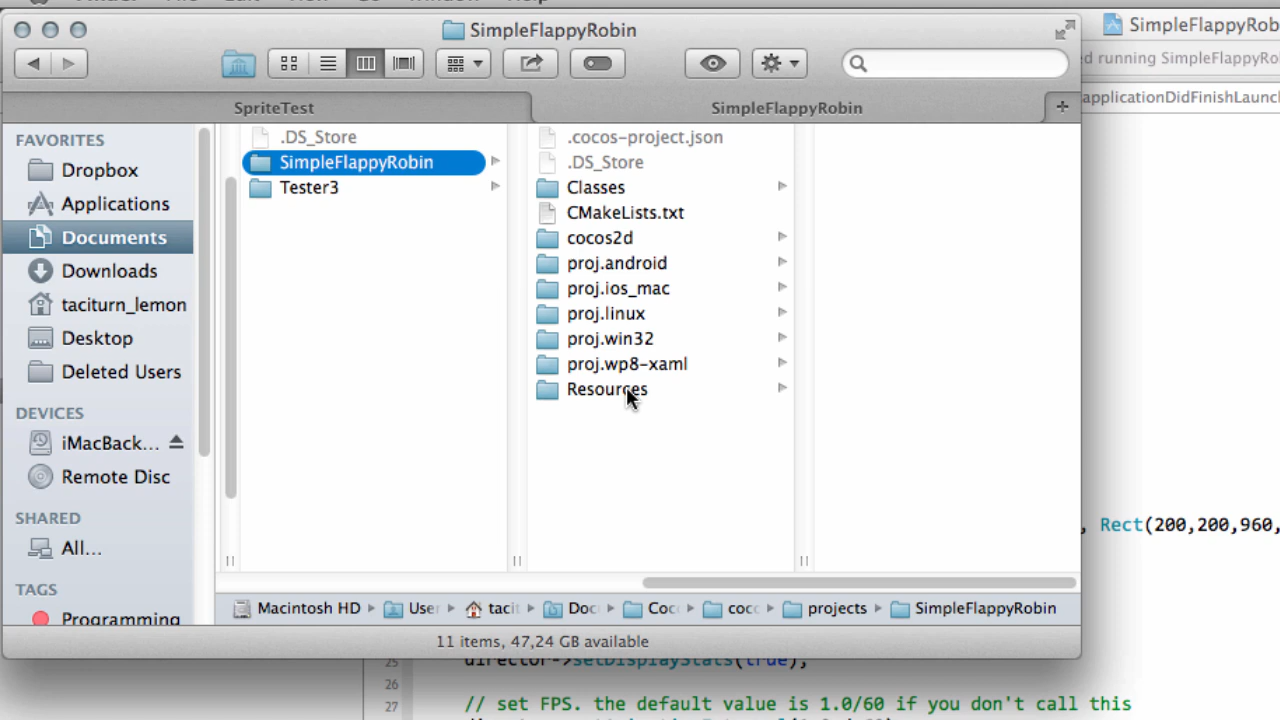 SimpleFlappyRobin
SimpleFlappyRob
d running SimpleFlappyRo
applicationDidFinishLaunc
SpriteTest
SimpleFlappyRobin
FAVORITES
Dropbox
Applications
Documents
Downloads
taciturn_lemon
Desktop
Deleted Users
DEVICES
iMacBack...
Remote Disc
SHARED
All...
TAGS
Programming
.DS_Store
SimpleFlappyRobin
Tester3
.cocos-project.json
.DS_Store
Classes
CMakeLists.txt
cocos2d
proj.android
proj.ios_mac
proj.linux
proj.win32
proj.wp8-xaml
Resources
, Rect(200,200,960,
Macintosh HD
User
tacit
Doc
Coc
coco
projects
SimpleFlappyRobin
11 items, 47,24 GB available
25 director->setDisplayStats(true);
26
27 // set FPS. the default value is 1.0/60 if you don't call this